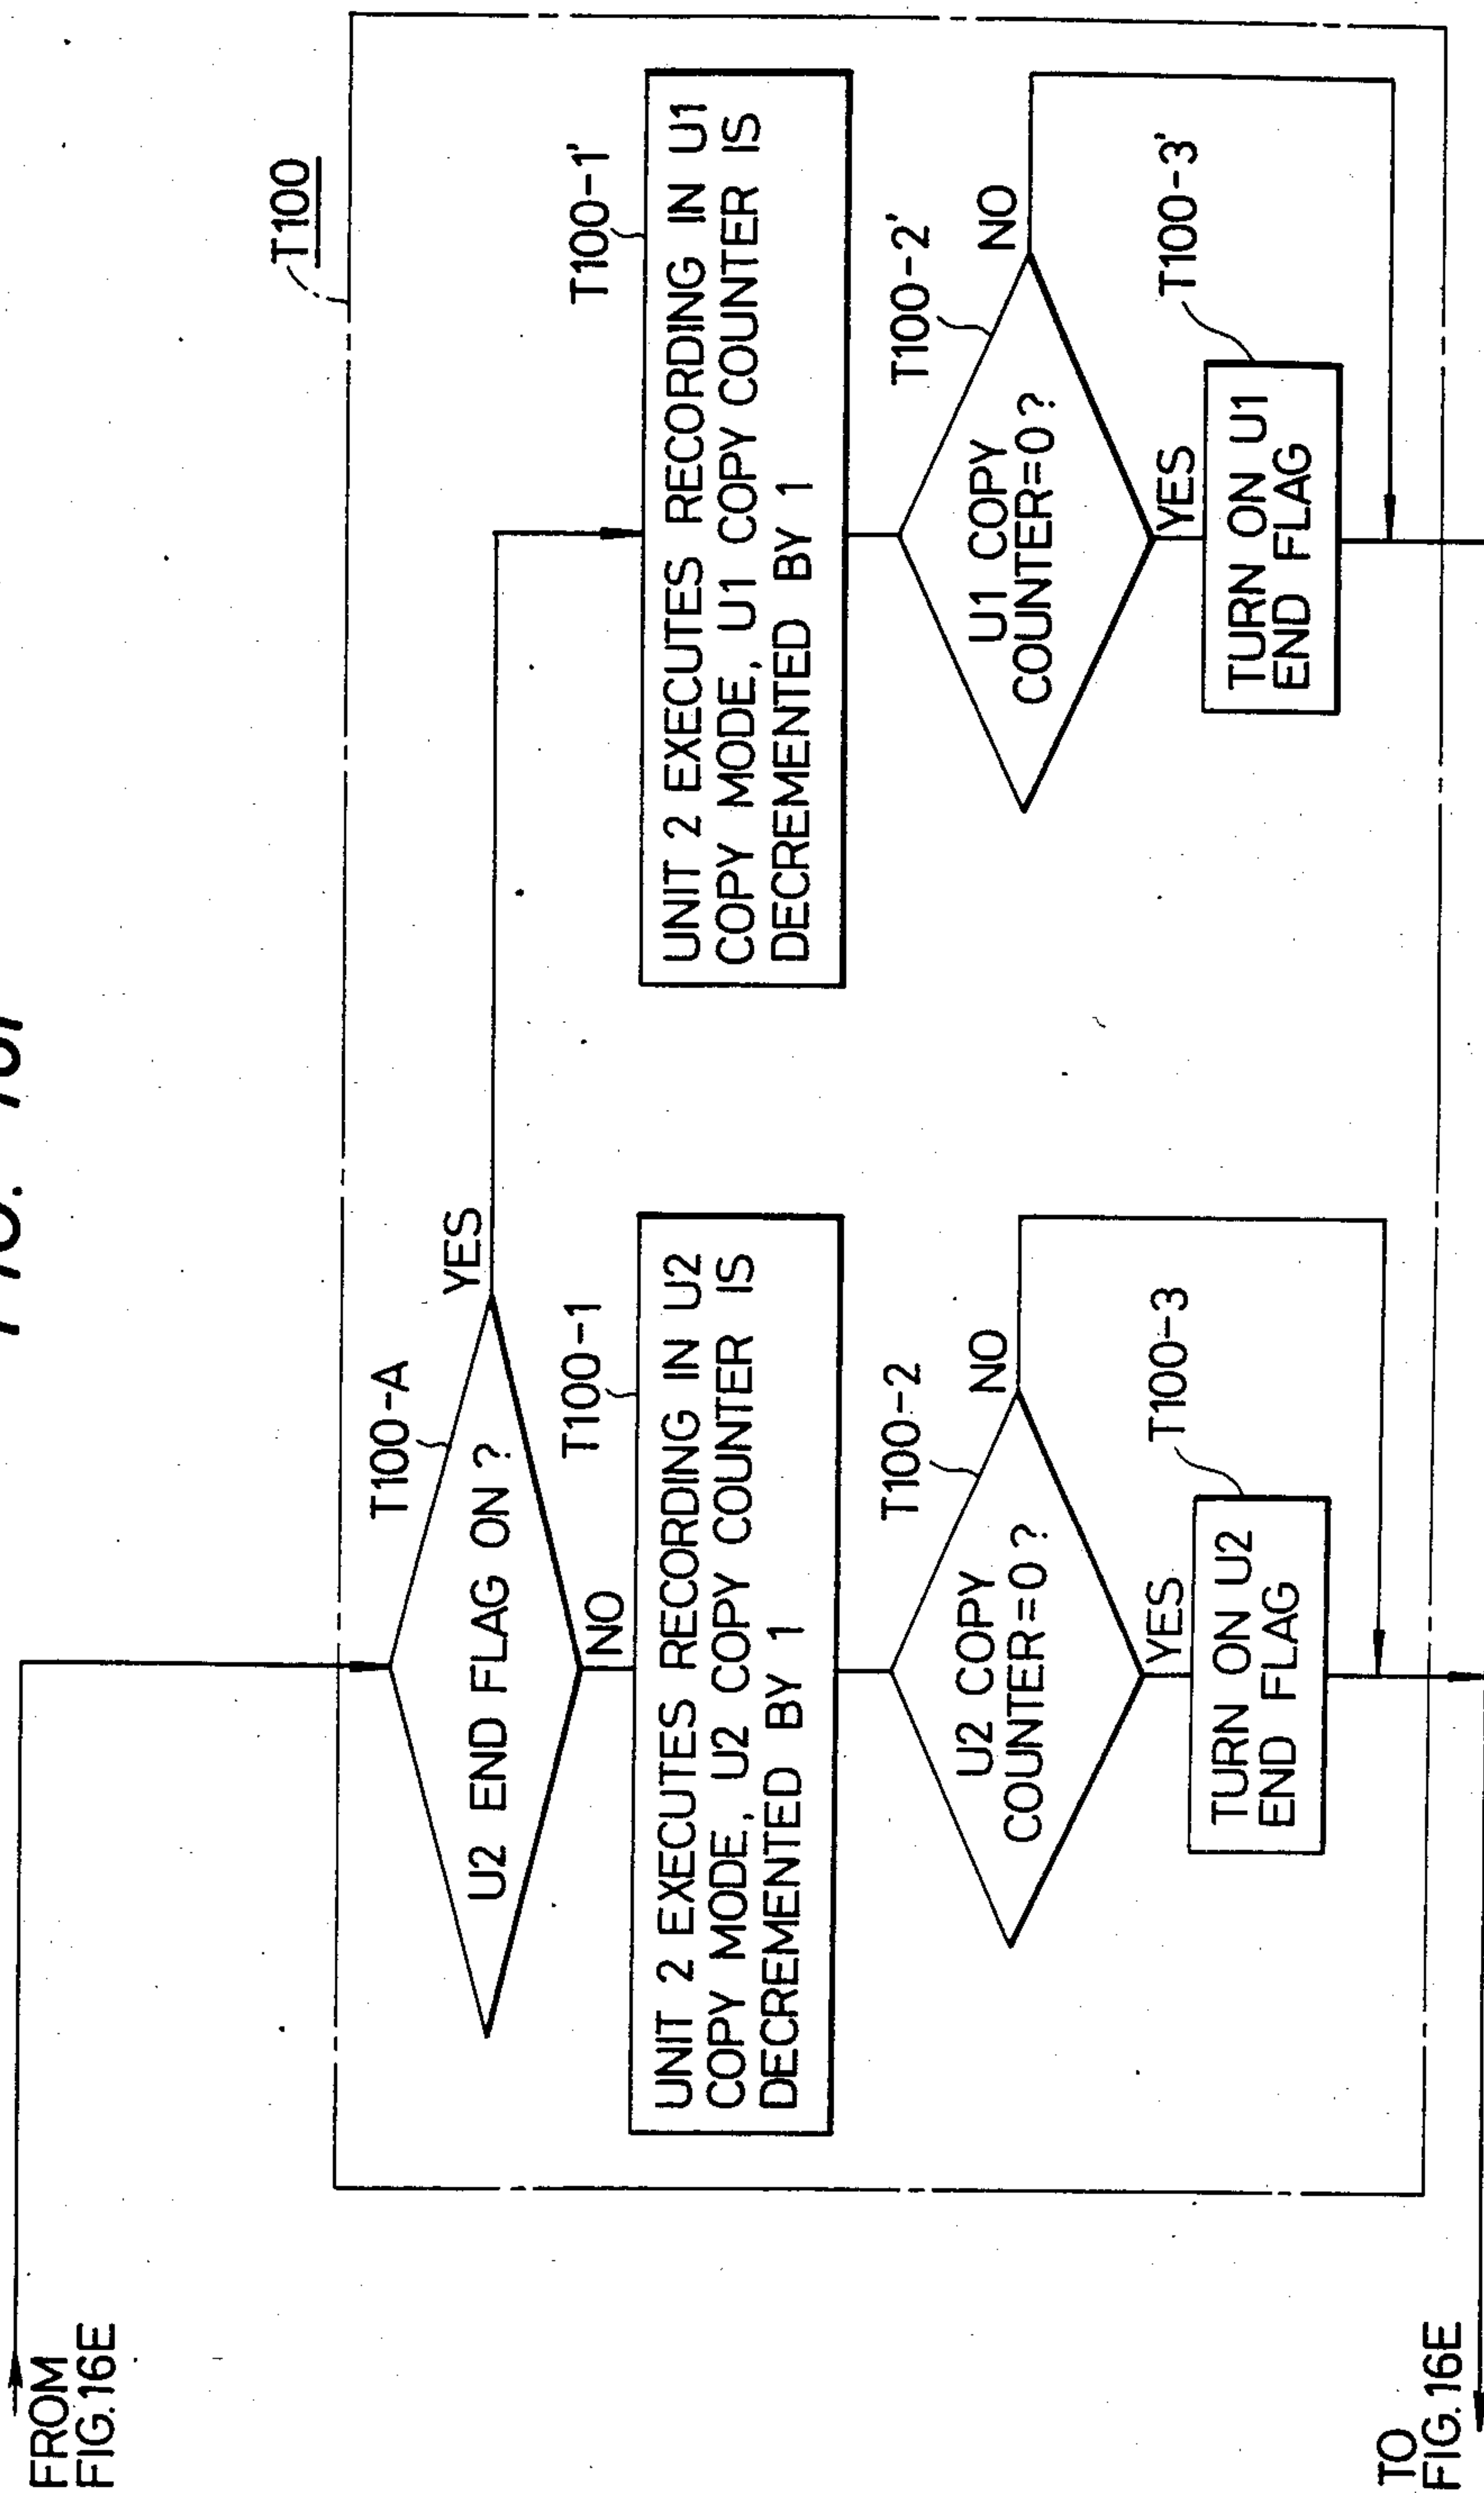 FROM
FIG.16E
T100
T100-A
U2 END FLAG ON ?
YES
NO
T100-1
UNIT 2 EXECUTES RECORDING IN U2
COPY MODE, U2 COPY COUNTER IS
DECREMENTED BY 1
T100-2
U2 COPY
COUNTER=0 ?
NO
YES
T100-3
TURN ON U2
END FLAG
T100-1'
UNIT 2 EXECUTES RECORDING IN U1
COPY MODE, U1 COPY COUNTER IS
DECREMENTED BY 1
T100-2'
U1 COPY
COUNTER=0 ?
NO
YES
T100-3'
TURN ON U1
END FLAG
TO
FIG.16E